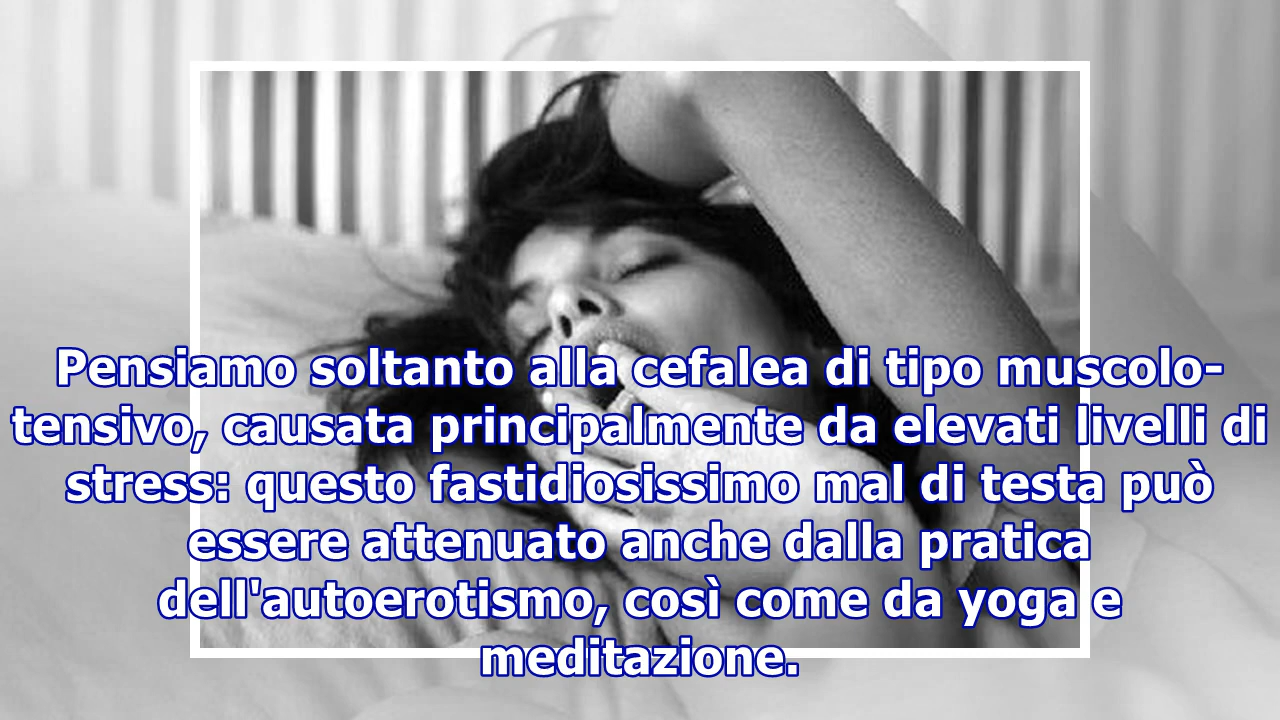 Pensiamo soltanto alla cefalea di tipo muscolo-
tensivo, causata principalmente da elevati livelli di
stress: questo fastidiosissimo mal di testa può
essere attenuato anche dalla pratica
dell'autoerotismo, così come da yoga e
meditazione.